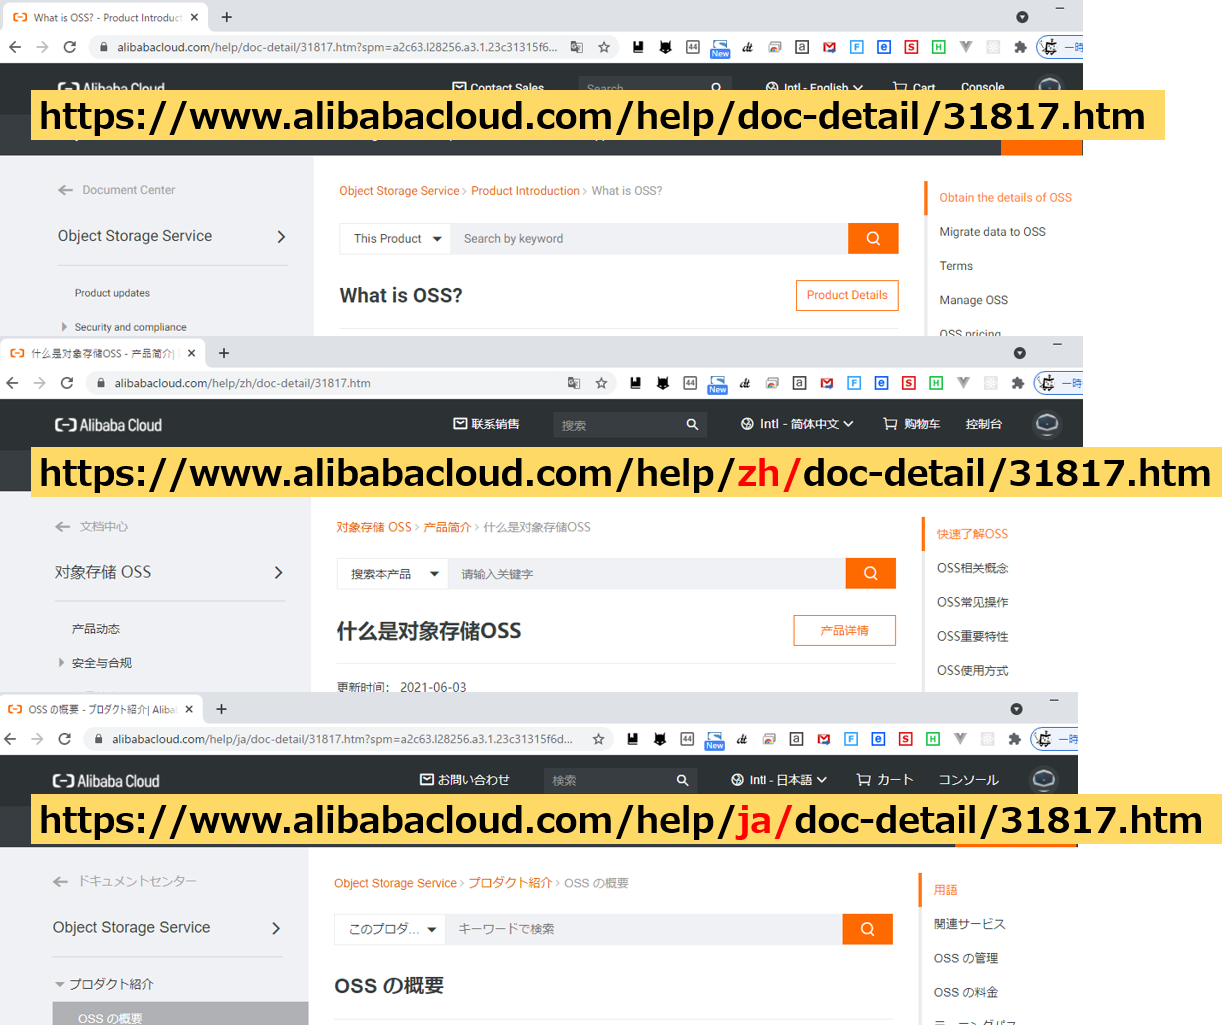 What is OSS? - Product Introduct
alibabacloud.com/help/doc-detail/31817.htm?spm=a2c63.l28256.a3.1.23c31315f6...
44
New
一時
Alibaba Cloud
Contact Sales
Search
Intl - English
Cart
Console
https://www.alibabacloud.com/help/doc-detail/31817.htm
Document Center
Object Storage Service > Product Introduction > What is OSS?
Obtain the details of OSS
Object Storage Service
This Product
Search by keyword
Migrate data to OSS
Terms
Product updates
What is OSS?
Product Details
Manage OSS
Security and compliance
OSS pricing
什么是对象存储OSS - 产品简介|
alibabacloud.com/help/zh/doc-detail/31817.htm
44
New
一時
Alibaba Cloud
联系销售
搜索
Intl - 简体中文
购物车
控制台
https://www.alibabacloud.com/help/zh/doc-detail/31817.htm
文档中心
对象存储 OSS > 产品简介 > 什么是对象存储OSS
快速了解OSS
对象存储 OSS
搜索本产品
请输入关键字
OSS相关概念
OSS常见操作
产品动态
什么是对象存储OSS
产品详情
OSS重要特性
安全与合规
OSS使用方式
更新时间： 2021-06-03
OSS の概要 - プロダクト紹介| Aliba
alibabacloud.com/help/ja/doc-detail/31817.htm?spm=a2c63.l28256.a3.1.23c31315f6d...
44
New
一時
Alibaba Cloud
お問い合わせ
検索
Intl - 日本語
カート
コンソール
https://www.alibabacloud.com/help/ja/doc-detail/31817.htm
ドキュメントセンター
Object Storage Service > プロダクト紹介 > OSS の概要
用語
Object Storage Service
このプロダ...
キーワードで検索
関連サービス
OSS の管理
プロダクト紹介
OSS の概要
OSS の料金
OSS の概要